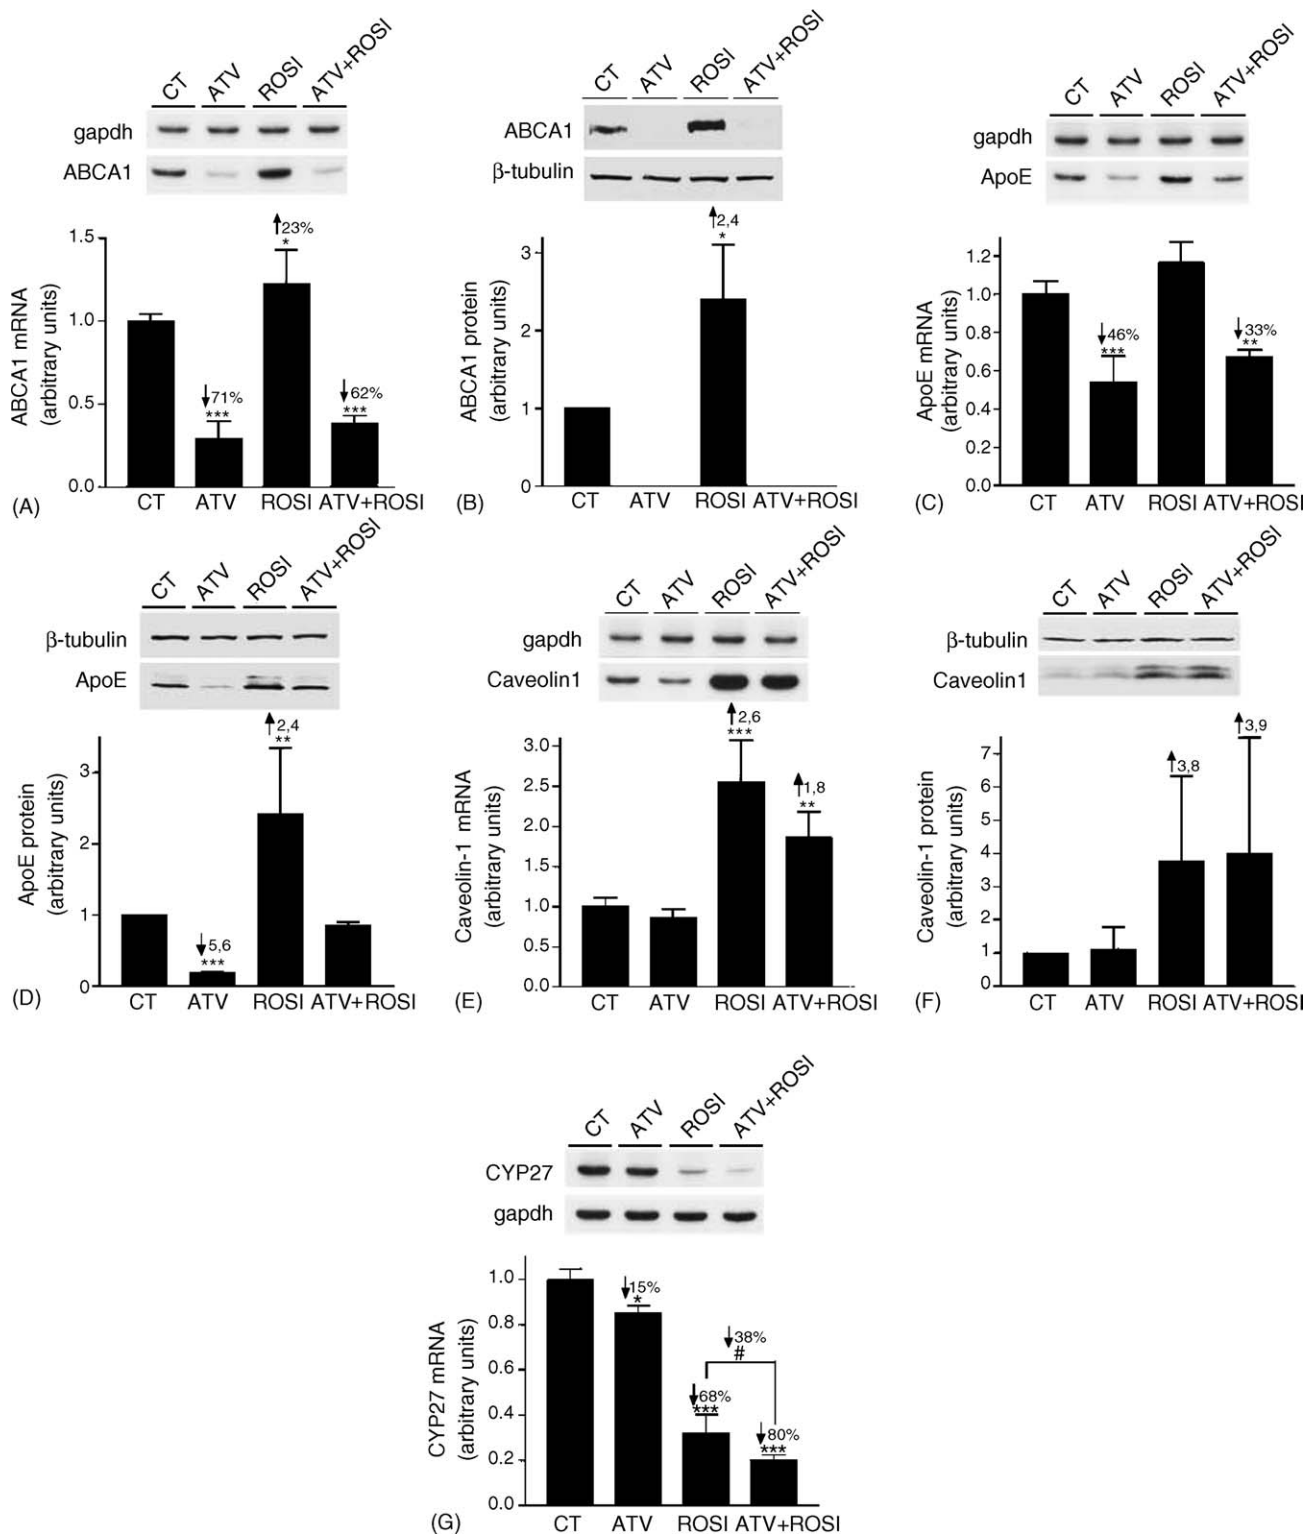 CT ATV ROSI ATV+ROSI
gapdh
ABCA1
↑23%
*
1.5
1.0
0.5
0.0
ABCA1 mRNA
(arbitrary units)
↓71%
***
↓62%
***
CT ATV ROSI ATV+ROSI
(A)
CT ATV ROSI ATV+ROSI
ABCA1
β-tubulin
↑2,4
*
3
2
1
0
ABCA1 protein
(arbitrary units)
CT ATV ROSI ATV+ROSI
(B)
CT ATV ROSI ATV+ROSI
gapdh
ApoE
1.2
1.0
0.8
0.6
0.4
0.2
0.0
ApoE mRNA
(arbitrary units)
↓46%
***
↓33%
**
CT ATV ROSI ATV+ROSI
(C)
CT ATV ROSI ATV+ROSI
β-tubulin
ApoE
↑2,4
**
3
2
1
0
ApoE protein
(arbitrary units)
↓5,6
***
CT ATV ROSI ATV+ROSI
(D)
CT ATV ROSI ATV+ROSI
gapdh
Caveolin1
↑2,6
***
↑1,8
**
3.0
2.5
2.0
1.5
1.0
0.5
0.0
Caveolin-1 mRNA
(arbitrary units)
CT ATV ROSI ATV+ROSI
(E)
CT ATV ROSI ATV+ROSI
β-tubulin
Caveolin1
↑3,8
↑3,9
7
6
5
4
3
2
1
0
Caveolin-1 protein
(arbitrary units)
CT ATV ROSI ATV+ROSI
(F)
CT ATV ROSI ATV+ROSI
CYP27
gapdh
1.0
0.8
0.6
0.4
0.2
0.0
CYP27 mRNA
(arbitrary units)
↓15%
*
↓38%
#
↓68%
***
↓80%
***
CT ATV ROSI ATV+ROSI
(G)